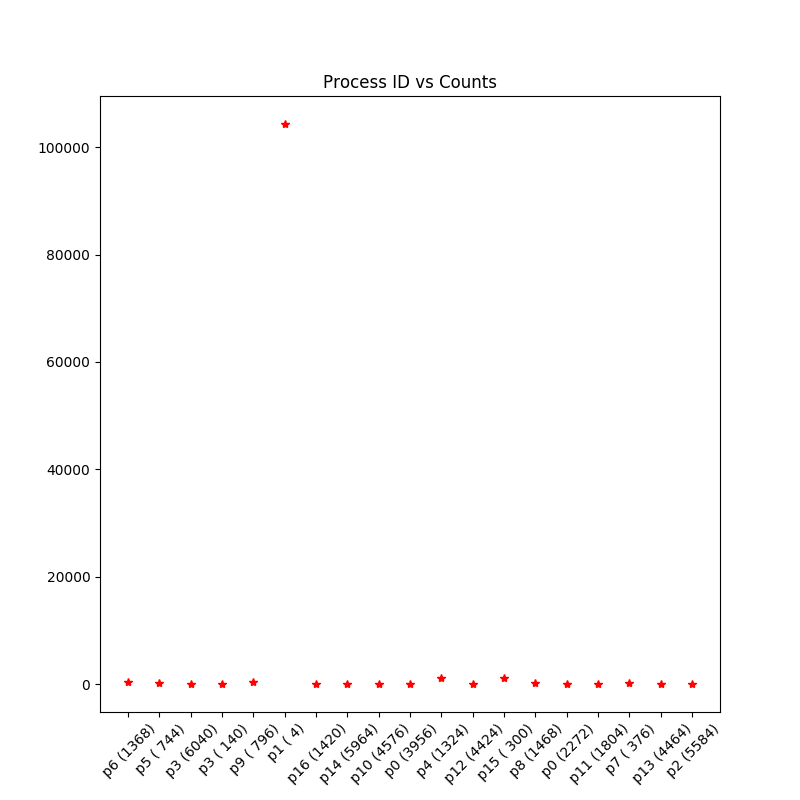 Process ID vs Counts
100000
80000
60000
40000
20000
0
p6 (1368)
p5 ( 744)
p3 (6040)
p3 ( 140)
p9 ( 796)
p1 ( 4)
p16 (1420)
p14 (5964)
p10 (4576)
p0 (3956)
p4 (1324)
p12 (4424)
p15 ( 300)
p8 (1468)
p0 (2272)
p11 (1804)
p7 ( 376)
p13 (4464)
p2 (5584)